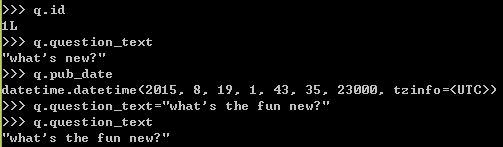 >>> q.id
1L
>>> q.question_text
"what's new?"
>>> q.pub_date
datetime.datetime(2015, 8, 19, 1, 43, 35, 23000, tzinfo=<UTC>)
>>> q.question_text="what's the fun new?"
>>> q.question_text
"what's the fun new?"